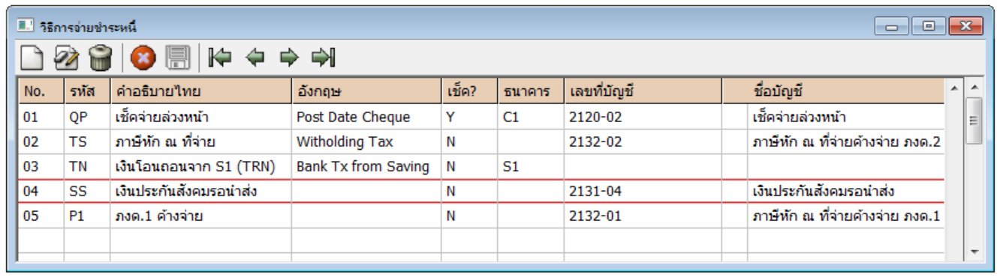 วิธีการจ่ายชำระหนี้
No. รหัส คำอธิบายไทย อังกฤษ เช็ค? ธนาคาร เลขที่บัญชี ชื่อบัญชี
01 QP เช็คจ่ายล่วงหน้า Post Date Cheque Y C1 2120-02 เช็คจ่ายล่วงหน้า
02 TS ภาษีหัก ณ ที่จ่าย Witholding Tax N 2132-02 ภาษีหัก ณ ที่จ่ายค้างจ่าย ภงด.2
03 TN เงินโอนถอนจาก S1 (TRN) Bank Tx from Saving N S1
04 SS เงินประกันสังคมรอนำส่ง N 2131-04 เงินประกันสังคมรอนำส่ง
05 P1 ภงด.1 ค้างจ่าย N 2132-01 ภาษีหัก ณ ที่จ่ายค้างจ่าย ภงด.1